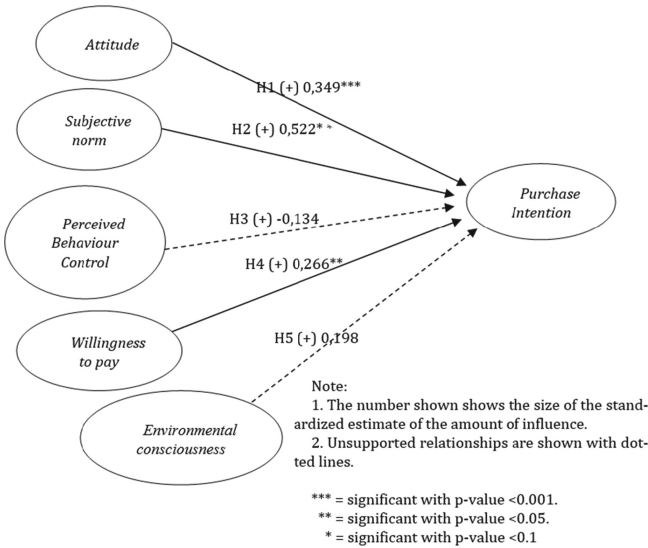 Attitude
H1 (+) 0,349***
Subjective
norm
H2 (+) 0,522**
Perceived
Behaviour
Control
H3 (+) -0,134
Purchase
Intention
H4 (+) 0,266**
Willingness
to pay
H5 (+) 0,198
Environmental
consciousness
Note:
1. The number shown shows the size of the stand-
ardized estimate of the amount of influence.
2. Unsupported relationships are shown with dot-
ted lines.
*** = significant with p-value <0.001.
** = significant with p-value <0.05.
* = significant with p-value <0.1